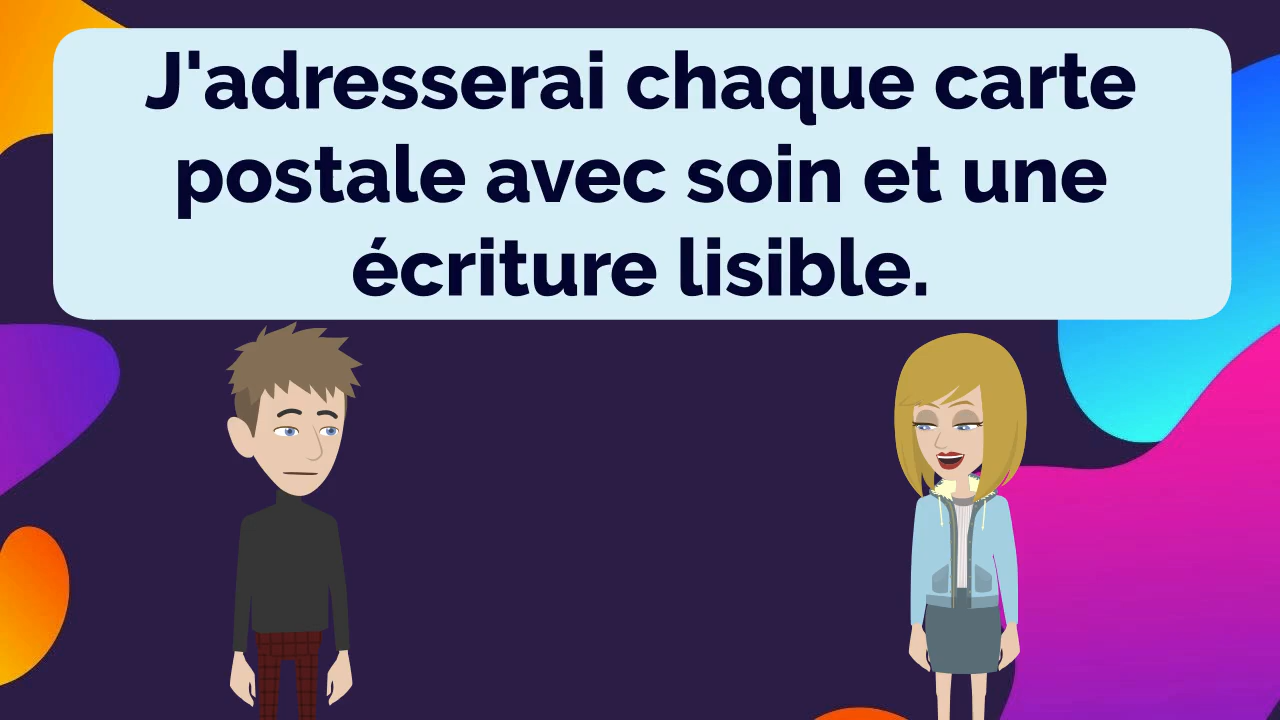 J'adresserai chaque carte
postale avec soin et une
écriture lisible.